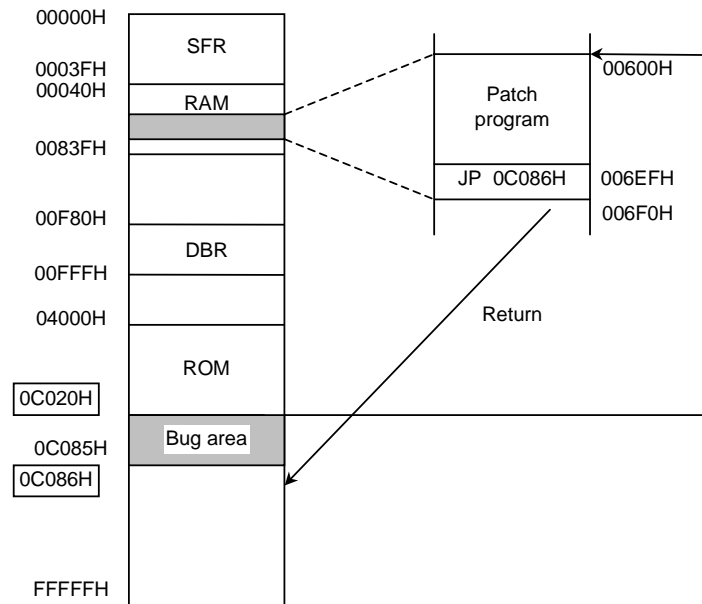 00000H
SFR
0003FH
00040H
RAM
0083FH
00F80H
DBR
00FFFH
04000H
ROM
0C020H
Bug area
0C085H
0C086H
FFFFFH
00600H
Patch
program
JP 0C086H
006EFH
006F0H
Return